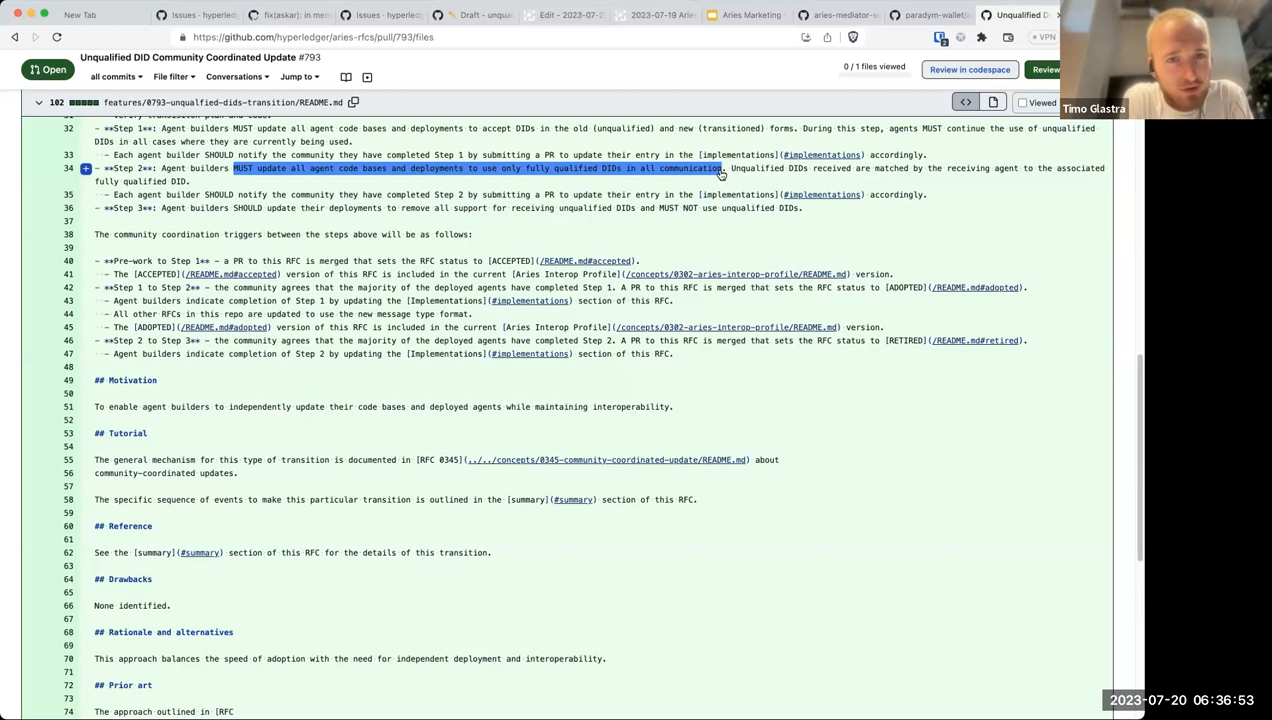 New Tab
Issues · hyperled
fix(askar): in mem
Issues · hyperled
Draft - unqua
Edit – 2023-07-2
2023-07-19 Aries
Aries Marketing
aries-mediator-s
paradym-wallet/a
Unqualified D
https://github.com/hyperledger/aries-rfcs/pull/793/files
2
VPN
Unqualified DID Community Coordinated Update #793
Open
all commits
File filter
Conversations
Jump to
0 / 1 files viewed
Review in codespace
Review
102 features/0793-unqualfied-dids-transition/README.md
Viewed
Timo Glastra
32 - **Step 1**: Agent builders MUST update all agent code bases and deployments to accept DIDs in the old (unqualified) and new (transitioned) forms. During this step, agents MUST continue the use of unqualified
DIDs in all cases where they are currently being used.
33 - Each agent builder SHOULD notify the community they have completed Step 1 by submitting a PR to update their entry in the [implementations](#implementations) accordingly.
34 - **Step 2**: Agent builders MUST update all agent code bases and deployments to use only fully qualified DIDs in all communication. Unqualified DIDs received are matched by the receiving agent to the associated
fully qualified DID.
35 - Each agent builder SHOULD notify the community they have completed Step 2 by submitting a PR to update their entry in the [implementations](#implementations) accordingly.
36 - **Step 3**: Agent builders SHOULD update their deployments to remove all support for receiving unqualified DIDs and MUST NOT use unqualified DIDs.
37
38 The community coordination triggers between the steps above will be as follows:
39
40 - **Pre-work to Step 1** – a PR to this RFC is merged that sets the RFC status to [ACCEPTED](/README.md#accepted).
41 - The [ACCEPTED](/README.md#accepted) version of this RFC is included in the current [Aries Interop Profile](/concepts/0302-aries-interop-profile/README.md) version.
42 - **Step 1 to Step 2** – the community agrees that the majority of the deployed agents have completed Step 1. A PR to this RFC is merged that sets the RFC status to [ADOPTED](/README.md#adopted).
43 - Agent builders indicate completion of Step 1 by updating the [Implementations](#implementations) section of this RFC.
44 - All other RFCs in this repo are updated to use the new message type format.
45 - The [ADOPTED](/README.md#adopted) version of this RFC is included in the current [Aries Interop Profile](/concepts/0302-aries-interop-profile/README.md) version.
46 - **Step 2 to Step 3** – the community agrees that the majority of the deployed agents have completed Step 2. A PR to this RFC is merged that sets the RFC status to [RETIRED](/README.md#retired).
47 - Agent builders indicate completion of Step 2 by updating the [Implementations](#implementations) section of this RFC.
48
49 ## Motivation
50
51 To enable agent builders to independently update their code bases and deployed agents while maintaining interoperability.
52
53 ## Tutorial
54
55 The general mechanism for this type of transition is documented in [RFC 0345](../../concepts/0345-community-coordinated-update/README.md) about
56 community-coordinated updates.
57
58 The specific sequence of events to make this particular transition is outlined in the [summary](#summary) section of this RFC.
59
60 ## Reference
61
62 See the [summary](#summary) section of this RFC for the details of this transition.
63
64 ## Drawbacks
65
66 None identified.
67
68 ## Rationale and alternatives
69
70 This approach balances the speed of adoption with the need for independent deployment and interoperability.
71
72 ## Prior art
73
74 The approach outlined in [RFC
2023-07-20 06:36:53